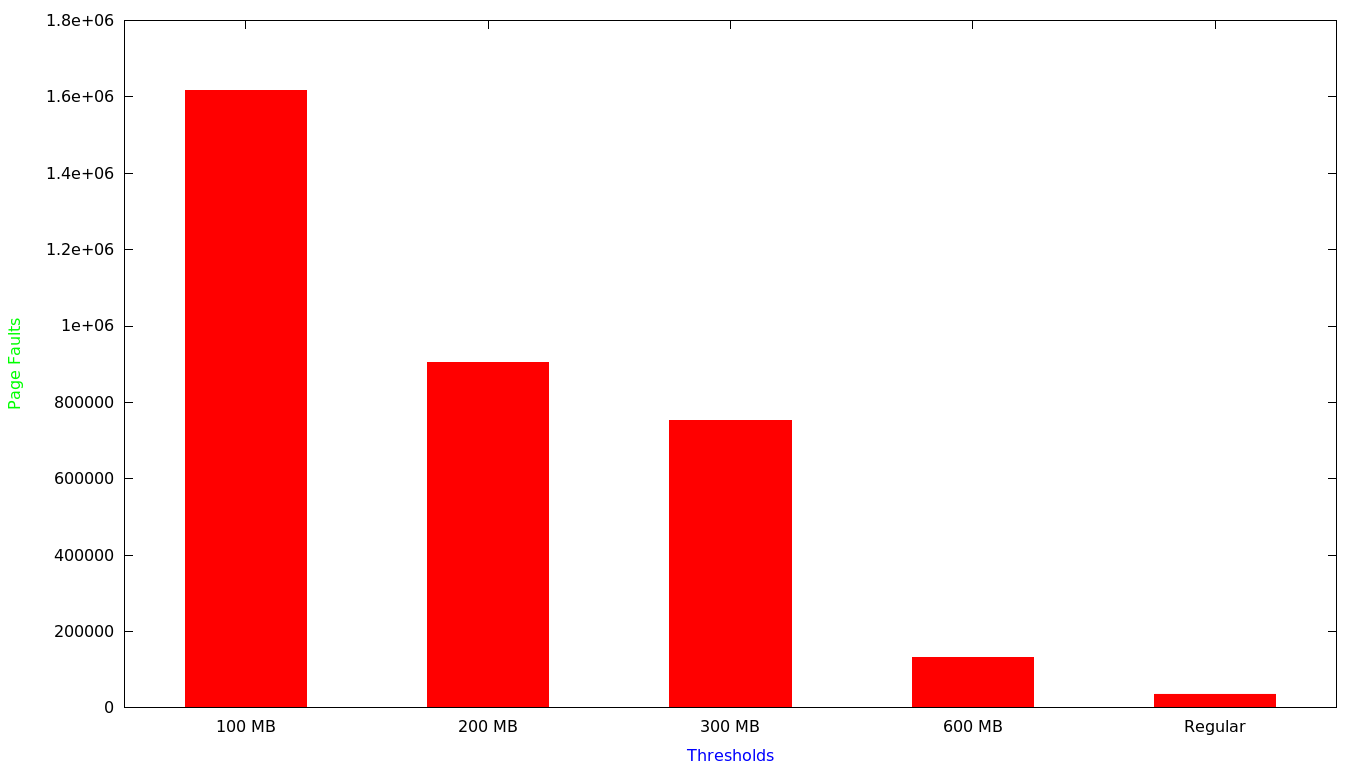 1.8e+06
1.6e+06
1.4e+06
1.2e+06
1e+06
800000
600000
400000
200000
0
Page Faults
100 MB 200 MB 300 MB 600 MB Regular
Thresholds